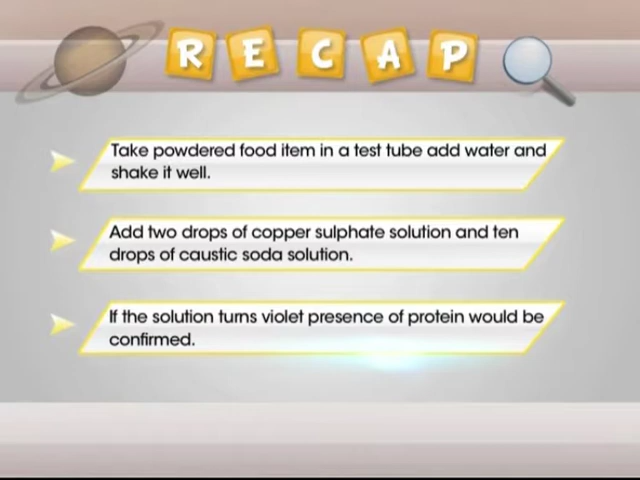 RECAP
Take powdered food item in a test tube add water and
shake it well.
Add two drops of copper sulphate solution and ten
drops of caustic soda solution.
If the solution turns violet presence of protein would be
confirmed.